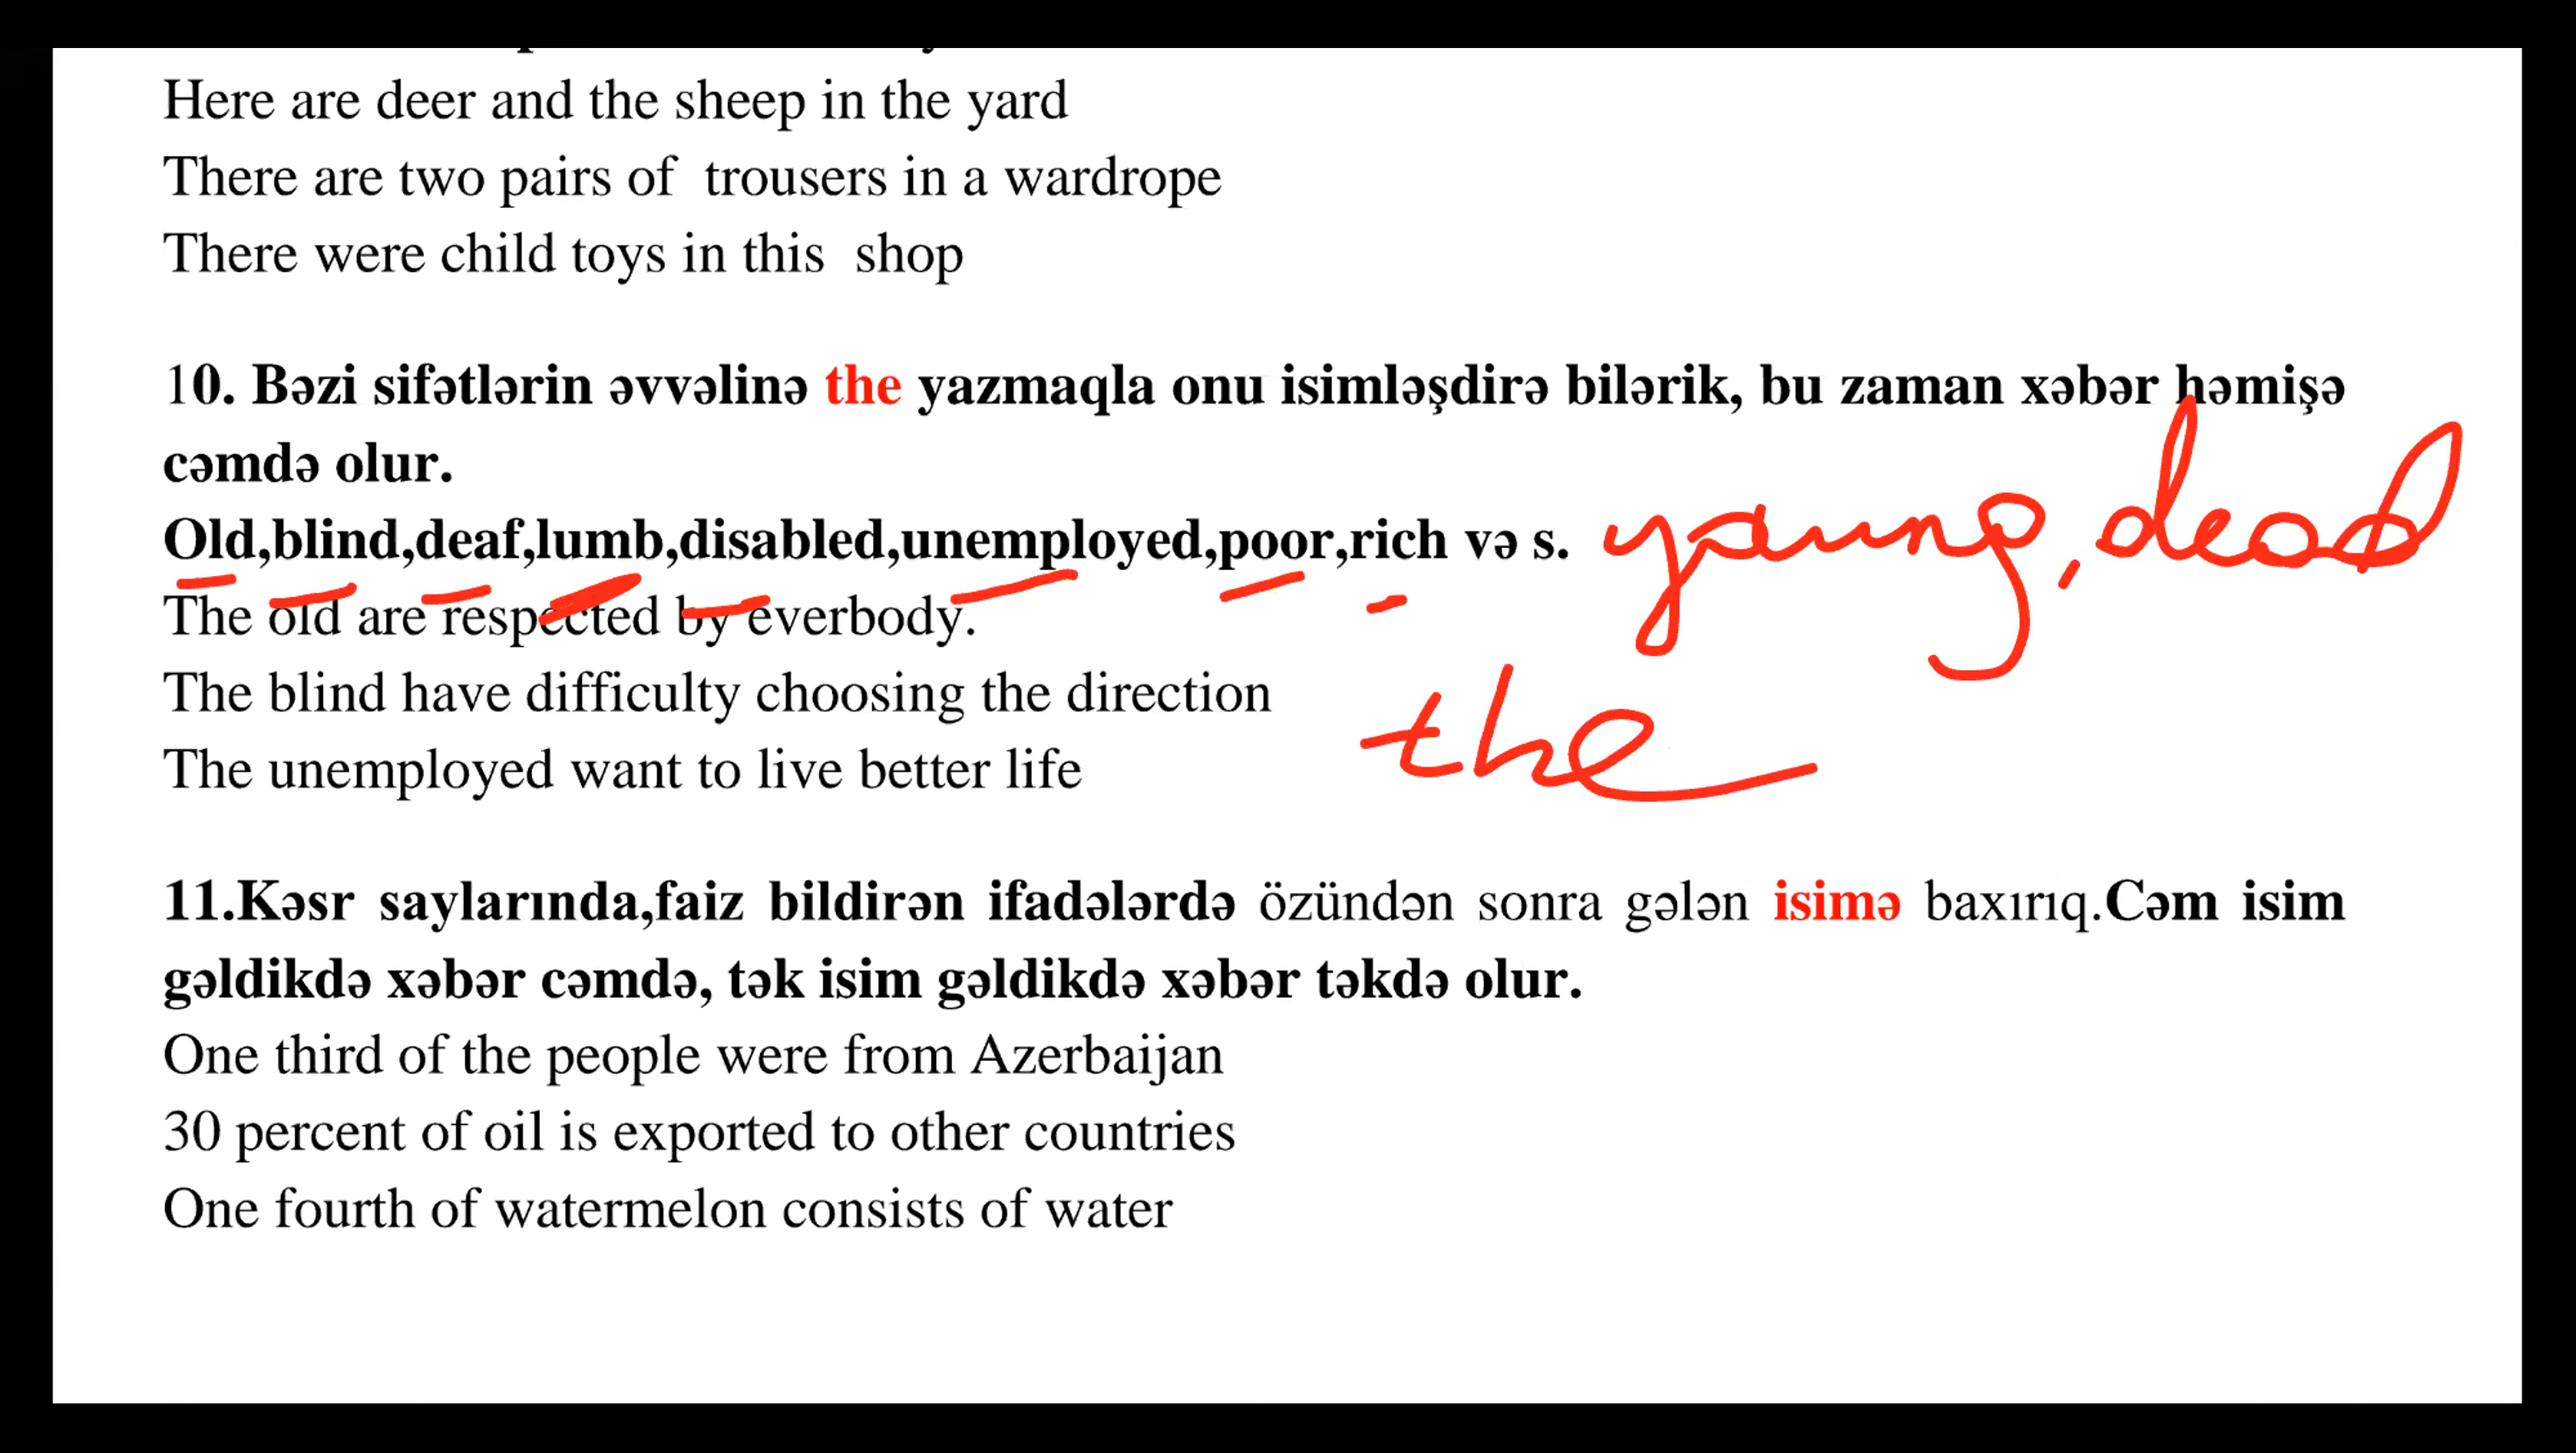 Here are deer and the sheep in the yard
There are two pairs of  trousers in a wardrope
There were child toys in this  shop
10. Bəzi sifətlərin əvvəlinə the yazmaqla onu isimləşdirə bilərik, bu zaman xəbər həmişə
cəmdə olur.
Old,blind,deaf,lumb,disabled,unemployed,poor,rich və s. young, dead
The old are respected by everbody.
The blind have difficulty choosing the direction
the
The unemployed want to live better life
11.Kəsr saylarında,faiz bildirən ifadələrdə özündən sonra gələn isimə baxırıq.Cəm isim
gəldikdə xəbər cəmdə, tək isim gəldikdə xəbər təkdə olur.
One third of the people were from Azerbaijan
30 percent of oil is exported to other countries
One fourth of watermelon consists of water